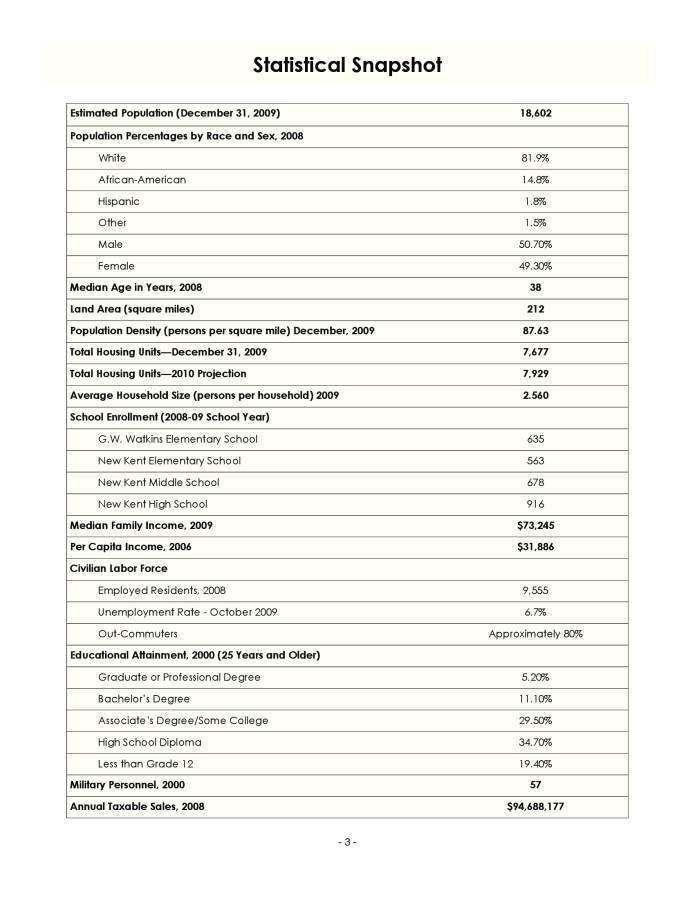 Statistical Snapshot
Estimated Population (December 31, 2009) 18,602
Population Percentages by Race and Sex, 2008
White 81.9%
African-American 14.8%
Hispanic 1.8%
Other 1.5%
Male 50.70%
Female 49.30%
Median Age in Years, 2008 38
Land Area (square miles) 212
Population Density (persons per square mile) December, 2009 87.63
Total Housing Units—December 31, 2009 7,677
Total Housing Units—2010 Projection 7,929
Average Household Size (persons per household) 2009 2.560
School Enrollment (2008-09 School Year)
G.W. Watkins Elementary School 635
New Kent Elementary School 563
New Kent Middle School 678
New Kent High School 916
Median Family Income, 2009 $73,245
Per Capita Income, 2006 $31,886
Civilian Labor Force
Employed Residents, 2008 9,555
Unemployment Rate - October 2009 6.7%
Out-Commuters Approximately 80%
Educational Attainment, 2000 (25 Years and Older)
Graduate or Professional Degree 5.20%
Bachelor's Degree 11.10%
Associate's Degree/Some College 29.50%
High School Diploma 34.70%
Less than Grade 12 19.40%
Military Personnel, 2000 57
Annual Taxable Sales, 2008 $94,688,177
- 3 -